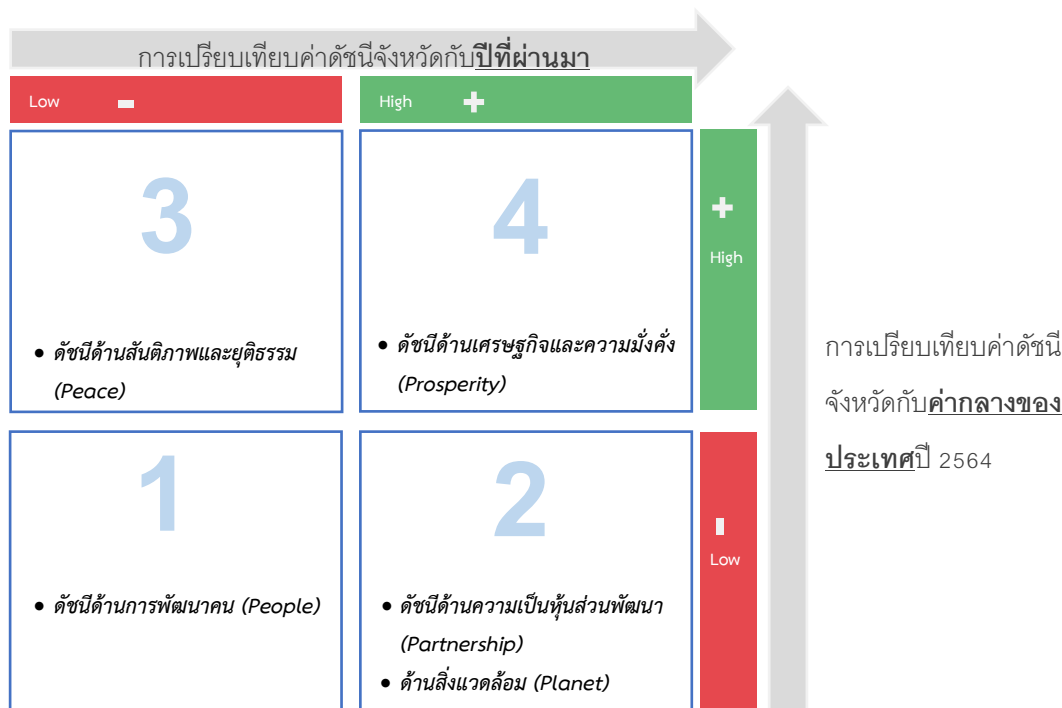 การเปรียบเทียบค่าดัชนีจังหวัดกับปีที่ผ่านมา
Low -
High +
3
4
+
High
• ดัชนีด้านสันติภาพและยุติธรรม
(Peace)
• ดัชนีด้านเศรษฐกิจและความมั่งคั่ง
(Prosperity)
การเปรียบเทียบค่าดัชนี
จังหวัดกับค่ากลางของ
ประเทศปี 2564
1
2
-
Low
• ดัชนีด้านการพัฒนาคน (People)
• ดัชนีด้านความเป็นหุ้นส่วนพัฒนา
(Partnership)
• ด้านสิ่งแวดล้อม (Planet)